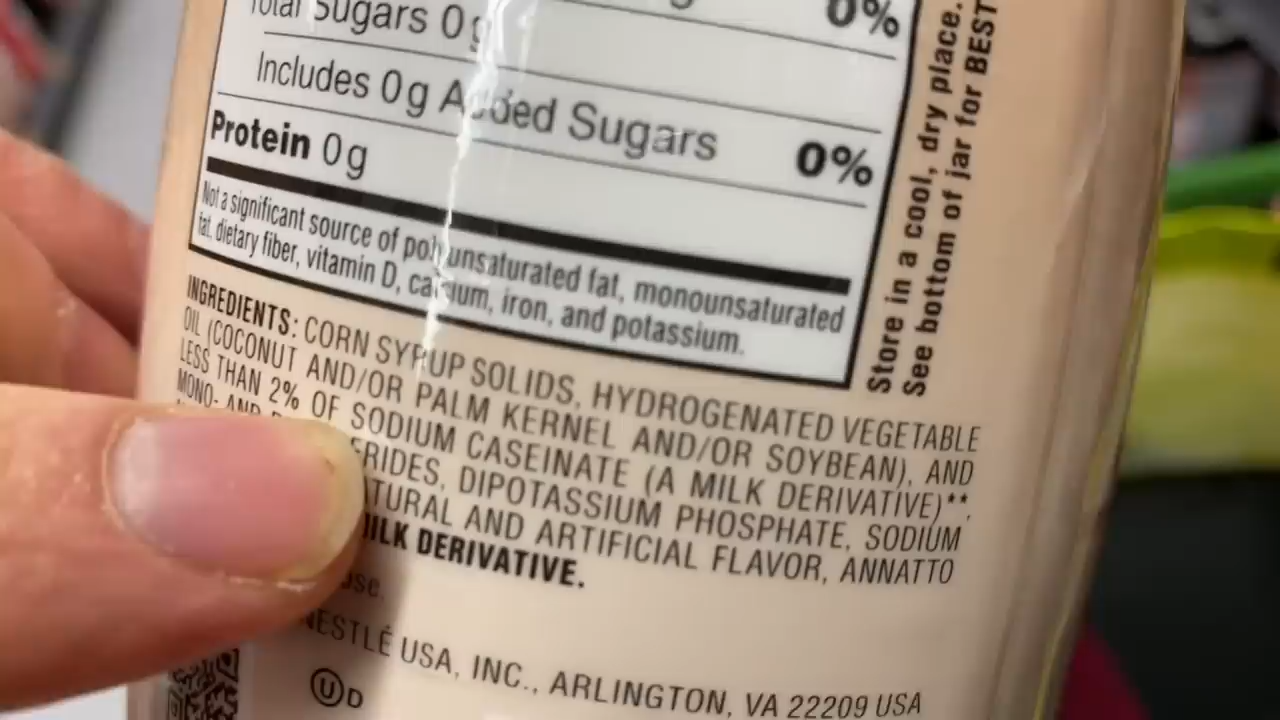 0%
Total Sugars 0g
Includes 0g Added Sugars 0%
Protein 0g
Not a significant source of polyunsaturated fat, monounsaturated
fat, dietary fiber, vitamin D, calcium, iron, and potassium.
INGREDIENTS: CORN SYRUP SOLIDS, HYDROGENATED VEGETABLE
OIL (COCONUT AND/OR PALM KERNEL AND/OR SOYBEAN), AND
LESS THAN 2% OF SODIUM CASEINATE (A MILK DERIVATIVE)**,
MONO- AND DIPOTASSIUM PHOSPHATE, SODIUM
NATURAL AND ARTIFICIAL FLAVOR, ANNATTO
MILK DERIVATIVE.
NESTLÉ USA, INC., ARLINGTON, VA 22209 USA
U D
Store in a cool, dry place.
See bottom of jar for BEST